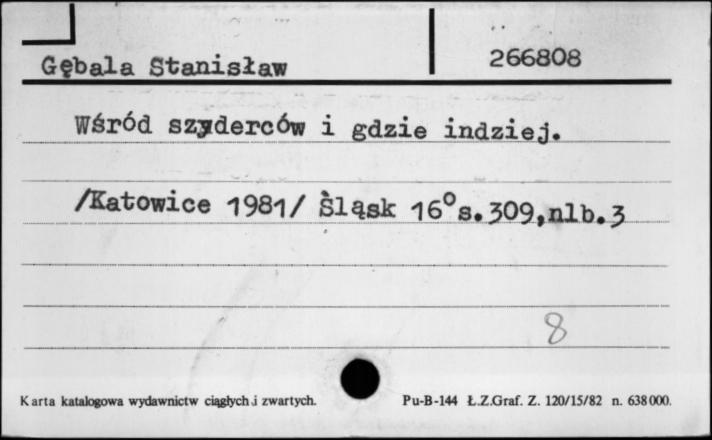 Gębala Stanisław 266808
Wśród szyderców i gdzie indziej.
/Katowice 1981/ Śląsk 16° s.309,nlb.3
8
Karta katalogowa wydawnictw ciągłych i zwartych. Pu-B-144 Ł.Z.Graf. Z. 120/15/82 n. 638000.